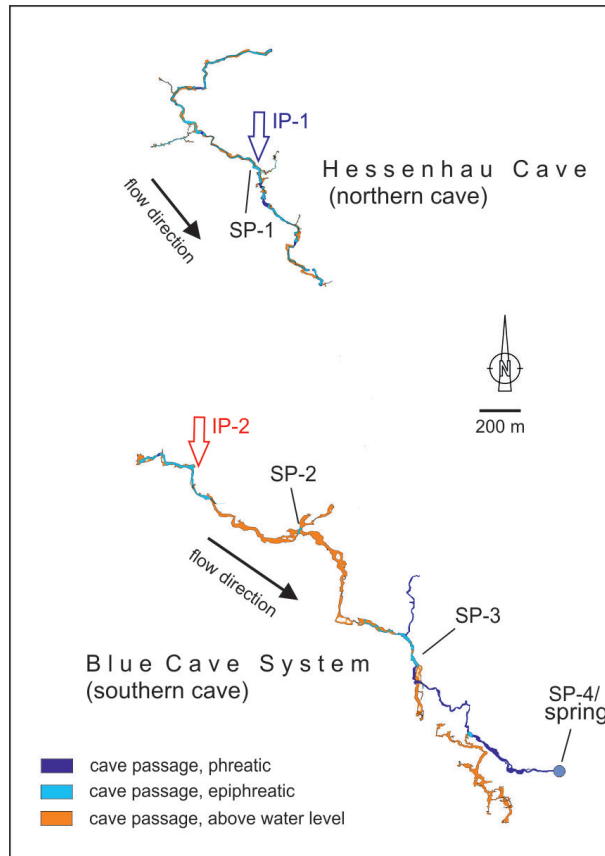 IP-1
Hessenhau Cave
(northern cave)
flow direction
SP-1
N
200 m
IP-2
SP-2
flow direction
SP-3
Blue Cave System
(southern cave)
SP-4/
spring
cave passage, phreatic
cave passage, epiphreatic
cave passage, above water level